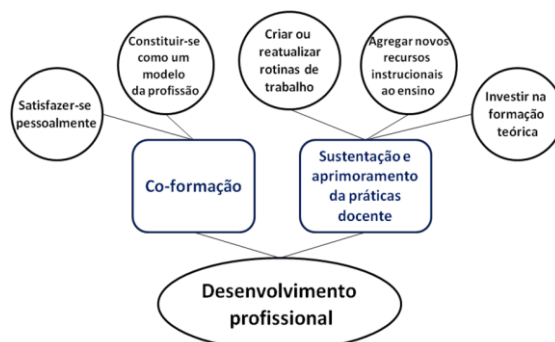 Satisfazer-se
pessoalmente
Constituir-se
como um
modelo
da profissão
Criar ou
reatualizar
rotinas de
trabalho
Agregar novos
recursos
instrucionais
ao ensino
Investir na
formação
teórica
Co-formação
Sustentação e
aprimoramento
da práticas
docente
Desenvolvimento
profissional